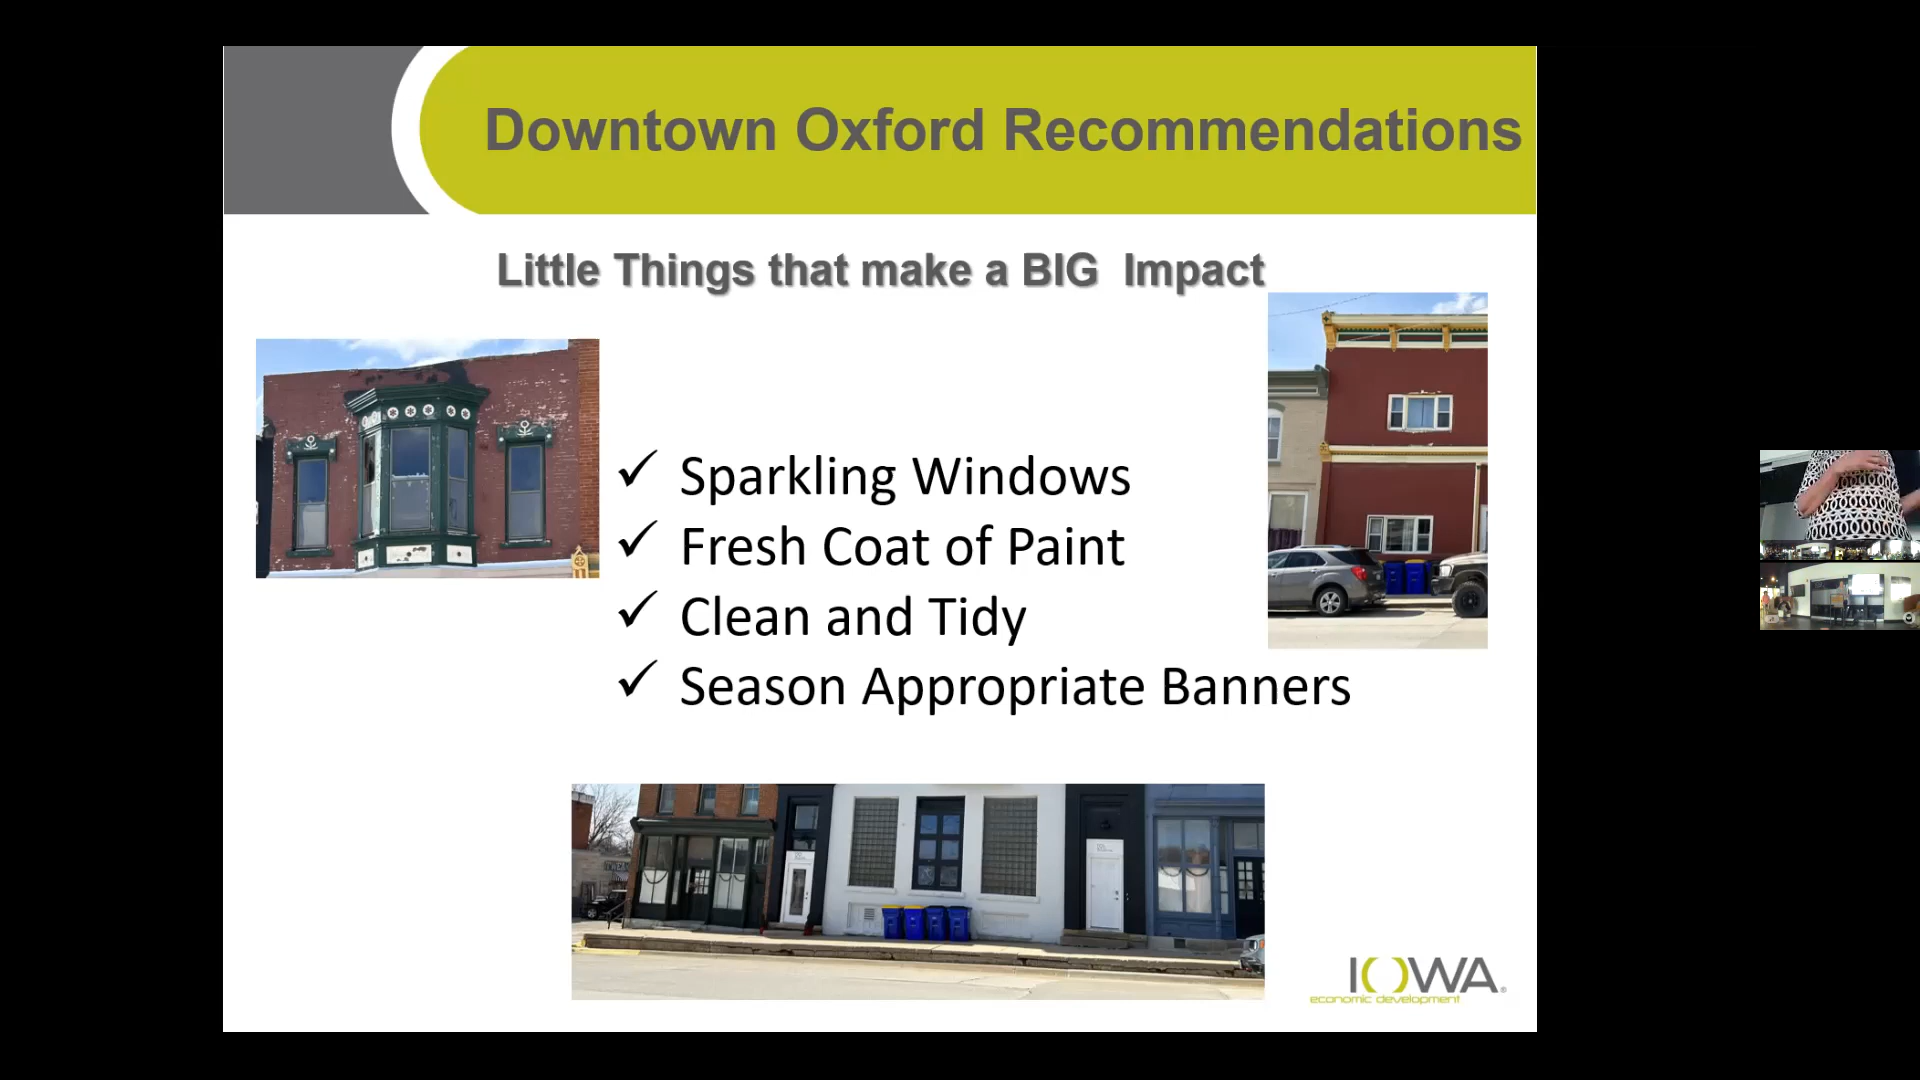 Downtown Oxford Recommendations
Little Things that make a BIG Impact
✓ Sparkling Windows
✓ Fresh Coat of Paint
✓ Clean and Tidy
✓ Season Appropriate Banners
IOWA®
economic development